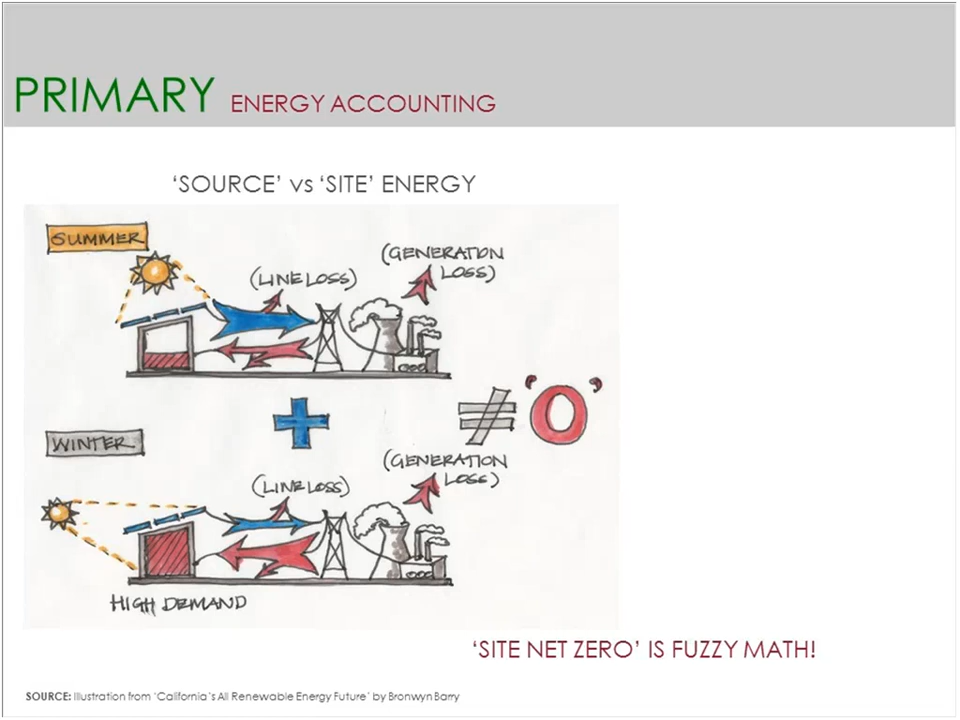 PRIMARY ENERGY ACCOUNTING
‘SOURCE’ vs ‘SITE’ ENERGY
SUMMER
(GENERATION
LOSS)
(LINE LOSS)
+
≠ ‘O’
WINTER
(GENERATION
LOSS)
(LINE LOSS)
HIGH DEMAND
‘SITE NET ZERO’ IS FUZZY MATH!
SOURCE: Illustration from ‘California’s All Renewable Energy Future’ by Bronwyn Barry